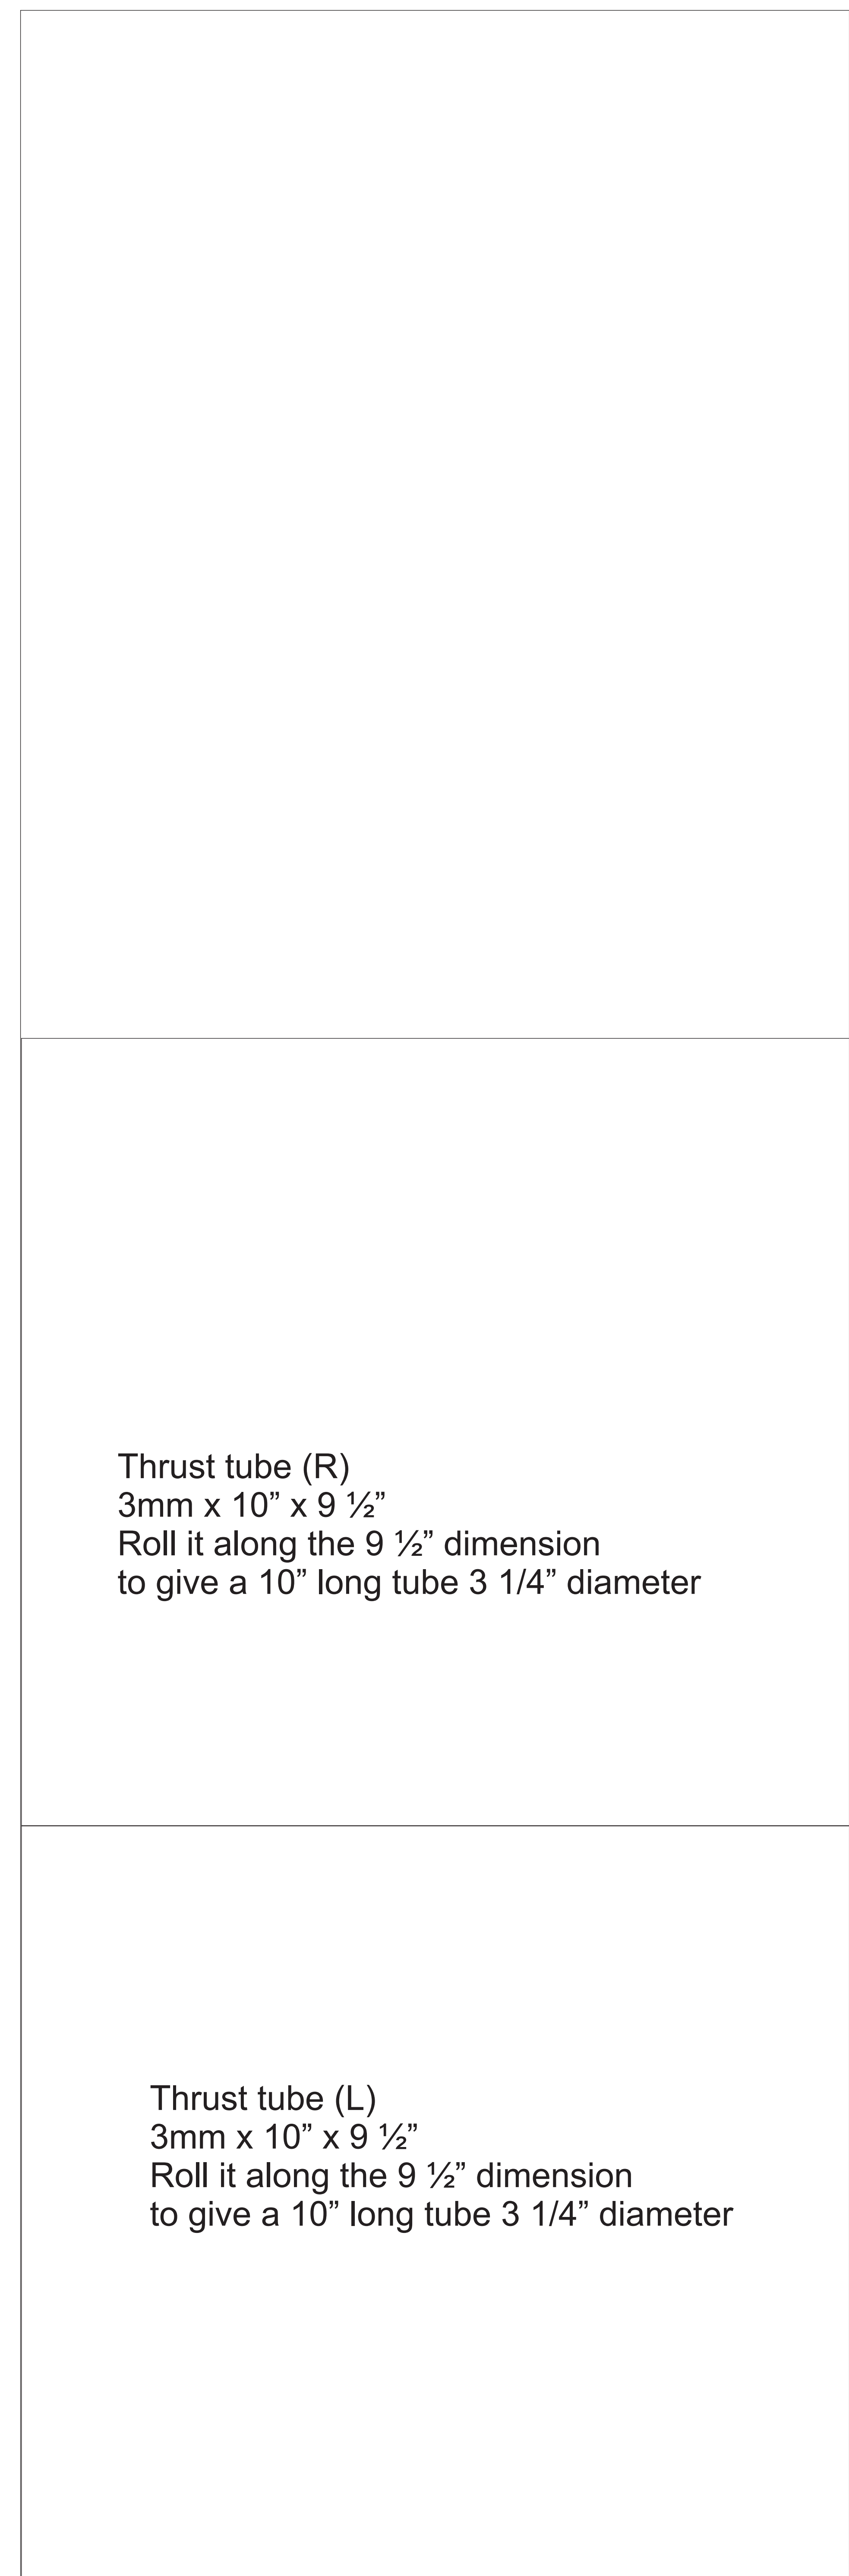 Thrust tube (R)
3mm x 10” x 9 ½”
Roll it along the 9 ½” dimension
to give a 10” long tube 3 1/4” diameter
Thrust tube (L)
3mm x 10” x 9 ½”
Roll it along the 9 ½” dimension
to give a 10” long tube 3 1/4” diameter